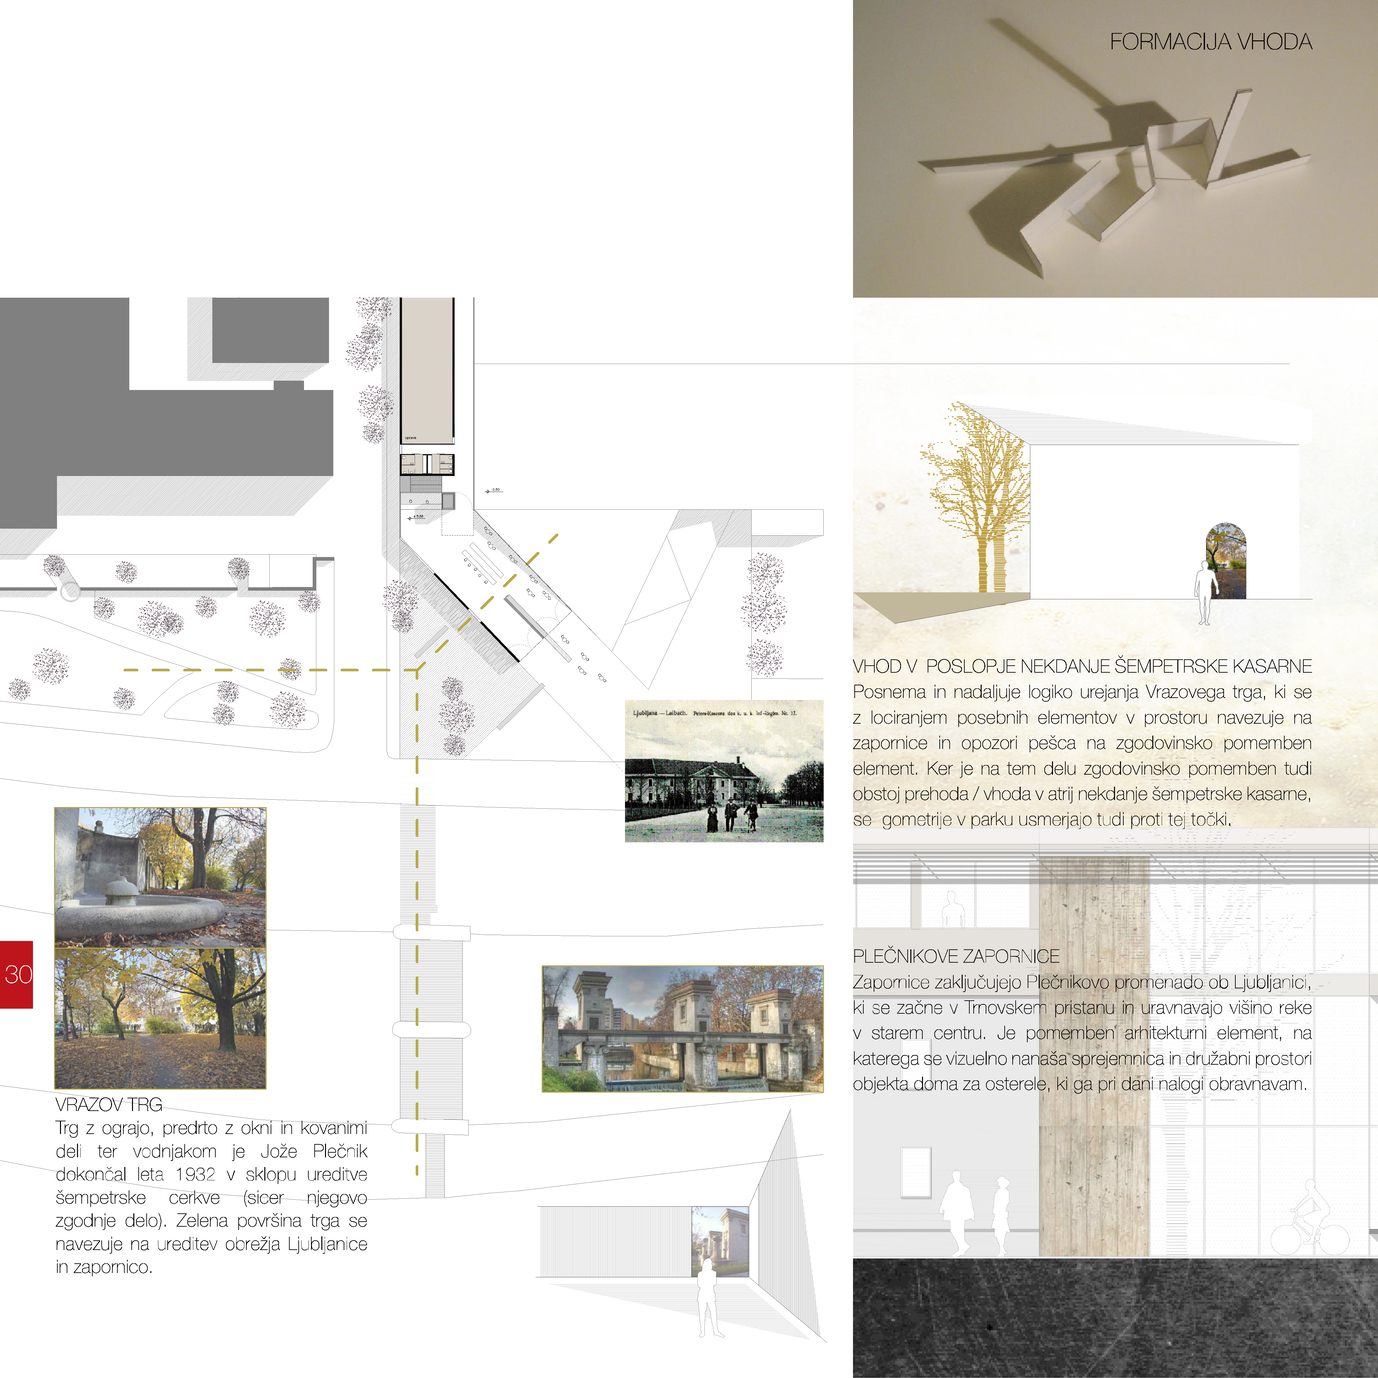 FORMACIJA VHODA
Ljubljana — Laibach.
VHOD V POSLOPJE NEKDANJE ŠEMPETRSKE KASARNE
Posnema in nadaljuje logiko urejanja Vrazovega trga, ki se
z lociranjem posebnih elementov v prostoru navezuje na
zapornice in opozori pešca na zgodovinsko pomemben
element. Ker je na tem delu zgodovinsko pomemben tudi
obstoj prehoda / vhoda v atrij nekdanje šempetrske kasarne,
se gometrije v parku usmerjajo tudi proti tej točki.
PLEČNIKOVE ZAPORNICE
Zapornice zaključujejo Plečnikovo promenado ob Ljubljanici,
ki se začne v Trnovskem pristanu in uravnavajo višino reke
v starem centru. Je pomemben arhitekturni element, na
katerega se vizuelno nanaša sprejemnica in družabni prostori
objekta doma za osterele, ki ga pri dani nalogi obravnavam.
30
VRAZOV TRG
Trg z ograjo, predrto z okni in kovanimi
deli ter vodnjakom je Jože Plečnik
dokončal leta 1932 v sklopu ureditve
šempetrske cerkve (sicer njegovo
zgodnje delo). Zelena površina trga se
navezuje na ureditev obrežja Ljubljanice
in zapornico.